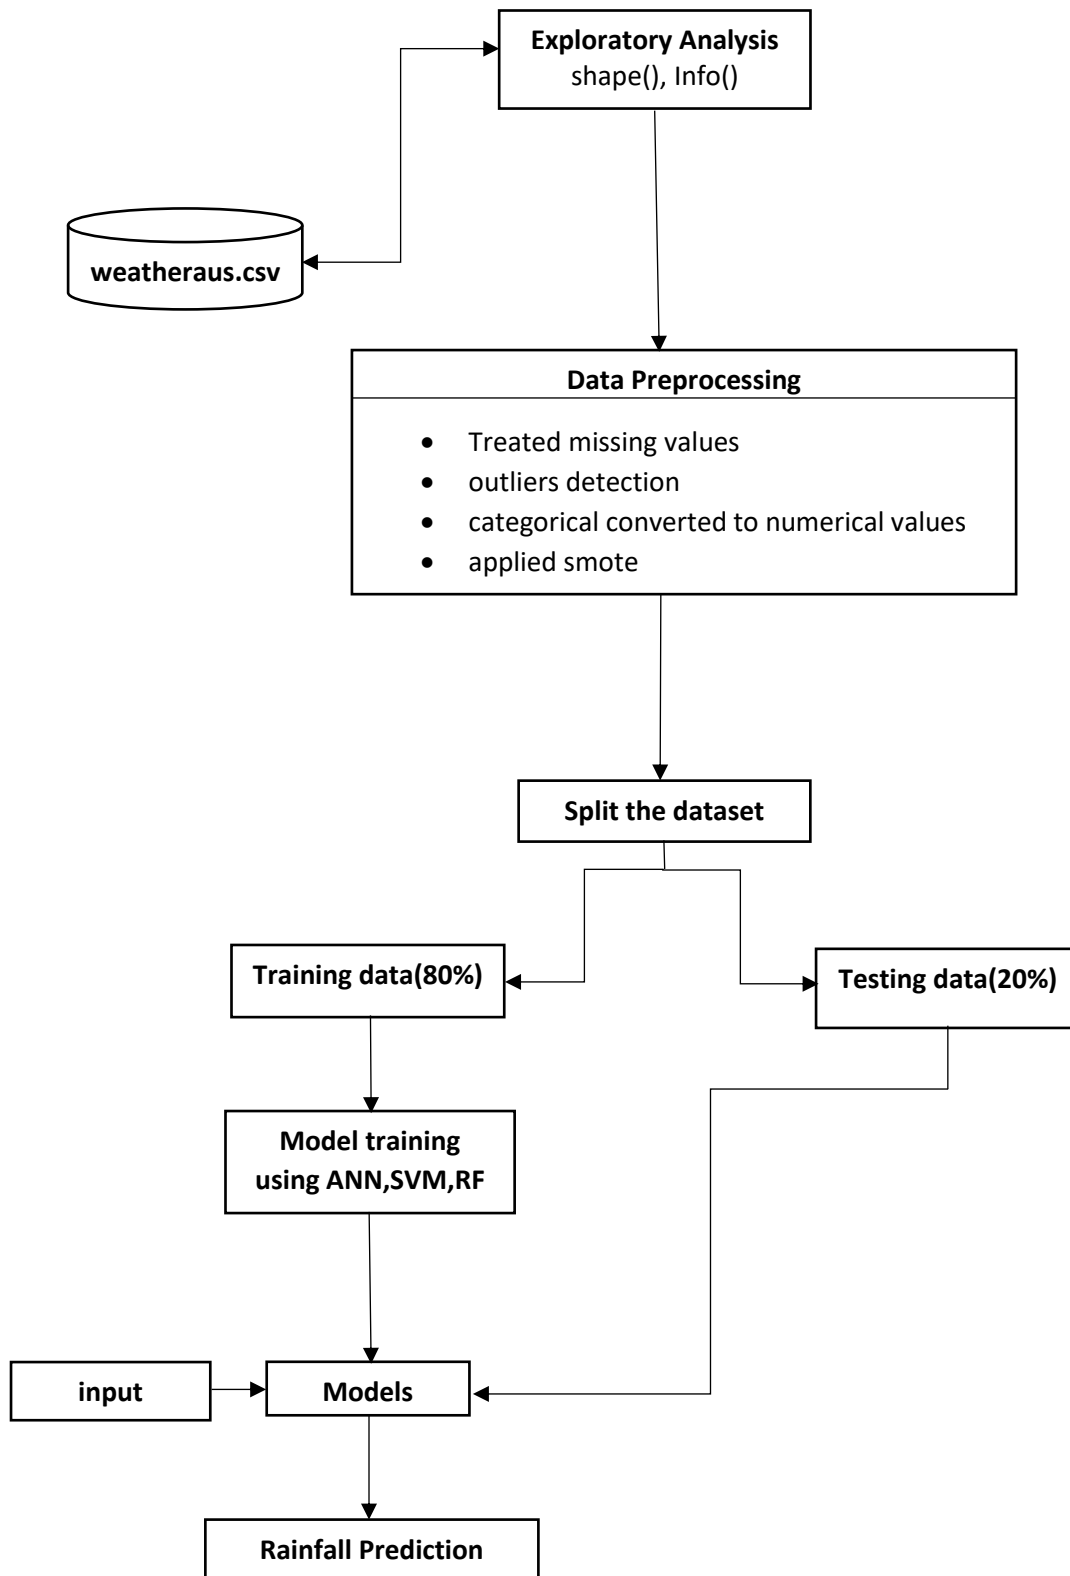 Exploratory Analysis
shape(), Info()
weatheraus.csv
Data Preprocessing
• Treated missing values
• outliers detection
• categorical converted to numerical values
• applied smote
Split the dataset
Training data(80%)
Testing data(20%)
Model training
using ANN,SVM,RF
input
Models
Rainfall Prediction